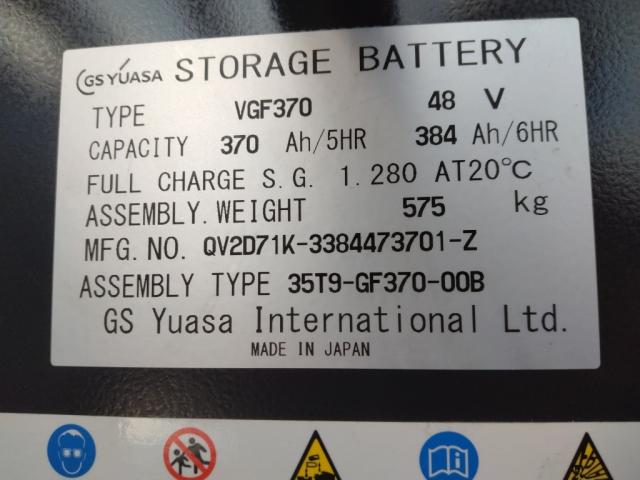 GS YUASA STORAGE BATTERY
TYPE VGF370 48 V
CAPACITY 370 Ah/5HR 384 Ah/6HR
FULL CHARGE S.G. 1.280 AT20℃
ASSEMBLY.WEIGHT 575 kg
MFG. NO. QV2D71K-3384473701-Z
ASSEMBLY TYPE 35T9-GF370-00B
GS Yuasa International Ltd.
MADE IN JAPAN